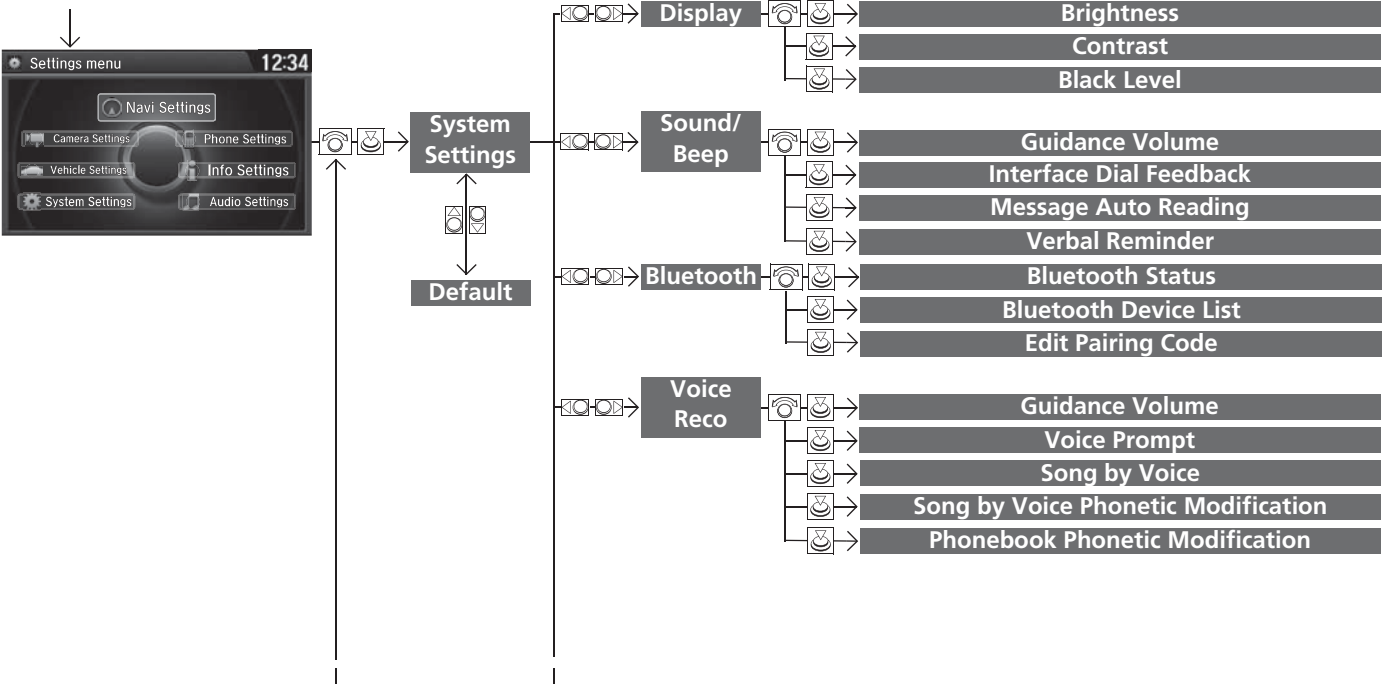 Settings menu 12:34
Navi Settings
Camera Settings
Phone Settings
Vehicle Settings
Info Settings
System Settings
Audio Settings
System
Settings
Default
Display
Brightness
Contrast
Black Level
Sound/
Beep
Guidance Volume
Interface Dial Feedback
Message Auto Reading
Verbal Reminder
Bluetooth
Bluetooth Status
Bluetooth Device List
Edit Pairing Code
Voice
Reco
Guidance Volume
Voice Prompt
Song by Voice
Song by Voice Phonetic Modification
Phonebook Phonetic Modification